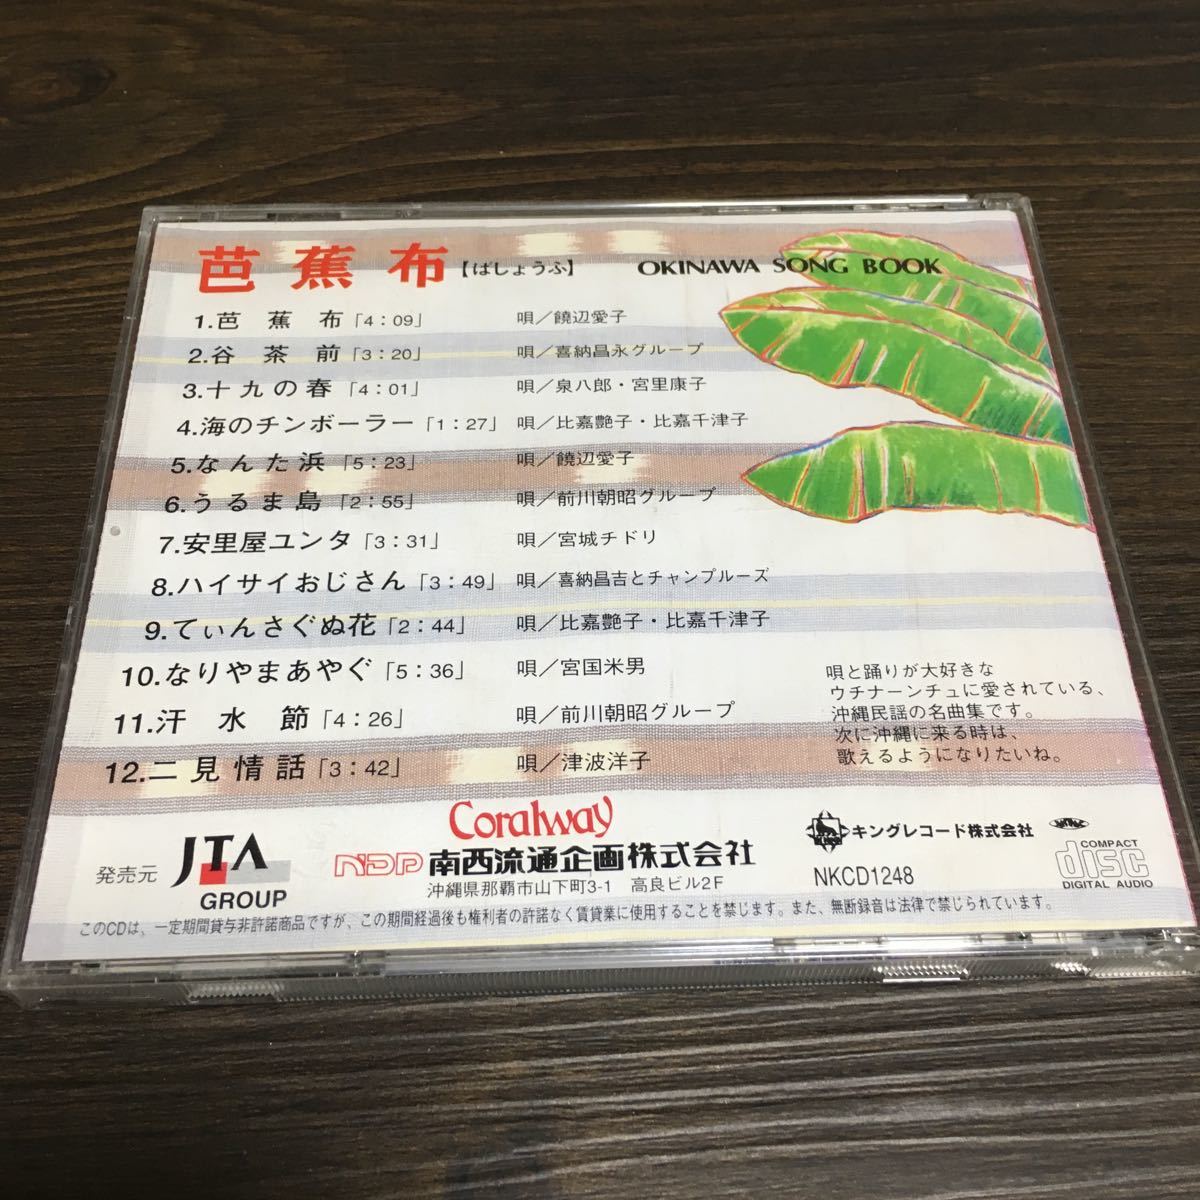 芭蕉布【ばしょうふ】 OKINAWA SONG BOOK
1.芭蕉布「4:09」 唄／饒辺愛子
2.谷茶前「3:20」 唄／喜納昌永グループ
3.十九の春「4:01」 唄／泉八郎・宮里康子
4.海のチンボーラー「1:27」 唄／比嘉艶子・比嘉千津子
5.なんた浜「5:23」 唄／饒辺愛子
6.うるま島「2:55」 唄／前川朝昭グループ
7.安里屋ユンタ「3:31」 唄／宮城チドリ
8.ハイサイおじさん「3:49」 唄／喜納昌吉とチャンプルーズ
9.てぃんさぐぬ花「2:44」 唄／比嘉艶子・比嘉千津子
10.なりやまあやぐ「5:36」 唄／宮国米男
11.汗水節「4:26」 唄／前川朝昭グループ
12.二見情話「3:42」 唄／津波洋子
唄と踊りが大好きな
ウチナーンチュに愛されている、
沖縄民謡の名曲集です。
次に沖縄に来る時は、
歌えるようになりたいね。
発売元 JTA GROUP
Coralway
NDP 南西流通企画株式会社
沖縄県那覇市山下町3-1 高良ビル2F
キングレコード株式会社
NKCD1248
COMPACT
disc
DIGITAL AUDIO
このCDは、一定期間貸与非許諾商品ですが、この期間経過後も権利者の許諾なく賃貸業に使用することを禁じます。また、無断録音は法律で禁じられています。